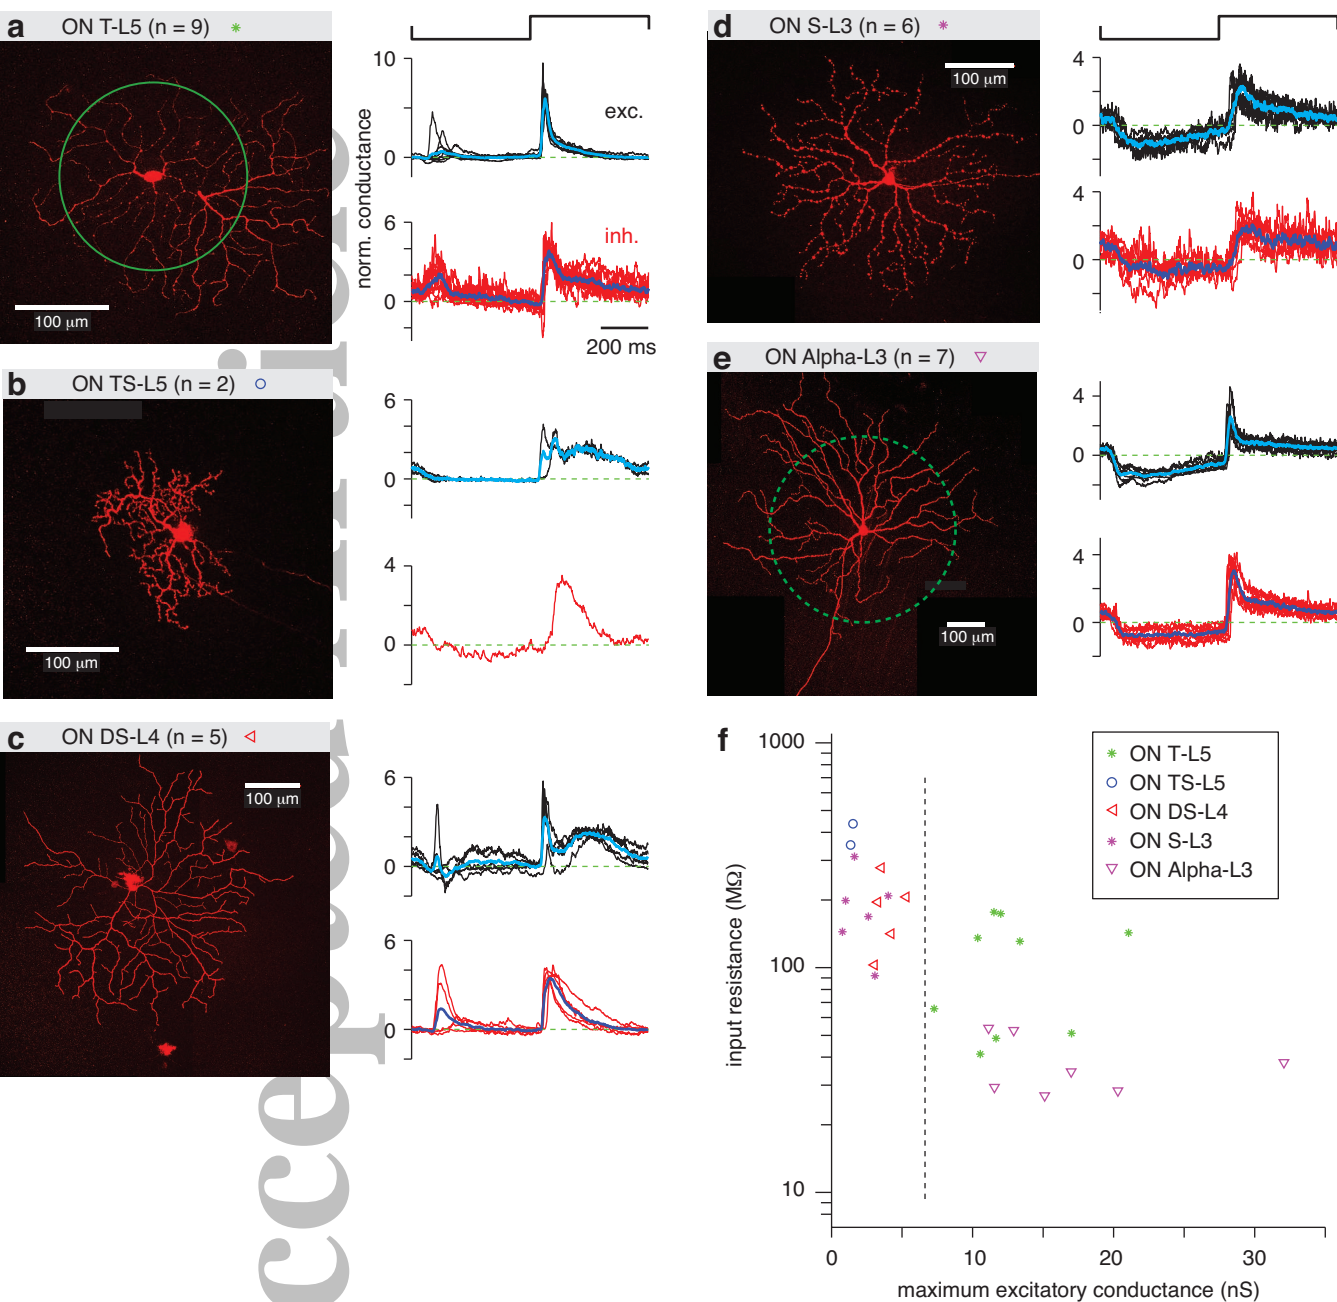 a ON T-L5 (n = 9)
100 µm
norm. conductance
10
0
exc.
6
0
inh.
200 ms
b ON TS-L5 (n = 2)
100 µm
6
0
4
0
c ON DS-L4 (n = 5)
100 µm
6
0
6
0
d ON S-L3 (n = 6)
100 µm
4
0
4
0
e ON Alpha-L3 (n = 7)
100 µm
4
0
4
0
f
ON T-L5
ON TS-L5
ON DS-L4
ON S-L3
ON Alpha-L3
input resistance (MΩ)
1000
100
10
0 10 20 30
maximum excitatory conductance (nS)